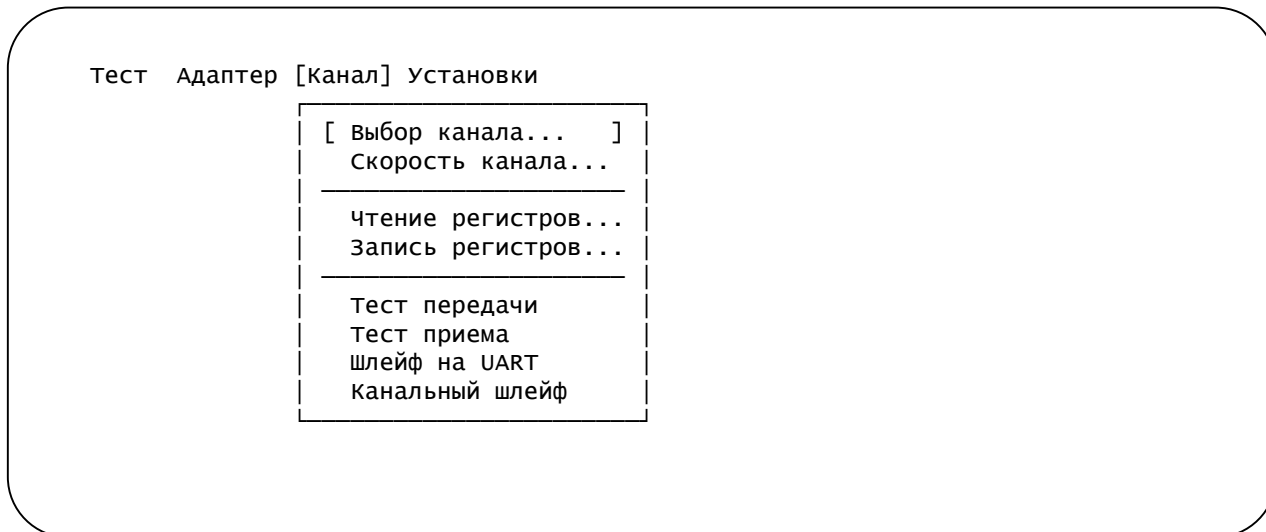 Тест Адаптер [Канал] Установки
[ Выбор канала... ]
Скорость канала...
Чтение регистров...
Запись регистров...
Тест передачи
Тест приема
Шлейф на UART
Канальный шлейф